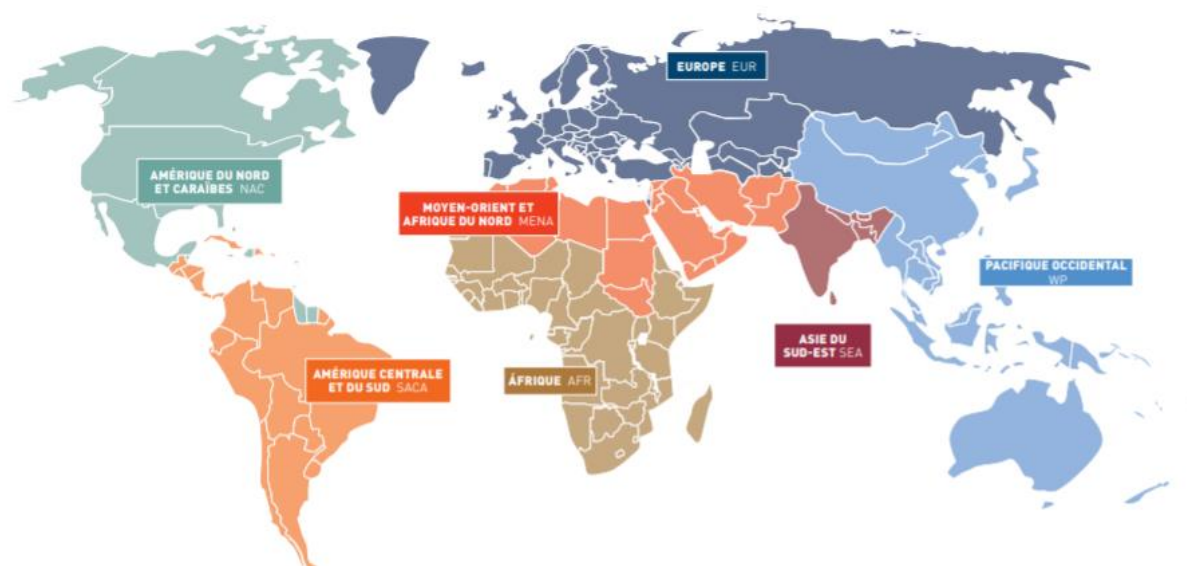 EUROPE EUR
AMÉRIQUE DU NORD
ET CARAÏBES NAC
MOYEN-ORIENT ET
AFRIQUE DU NORD MENA
PACIFIQUE OCCIDENTAL
WP
ASIE DU
SUD-EST SEA
AMÉRIQUE CENTRALE
ET DU SUD SACA
ÁFRIQUE AFR